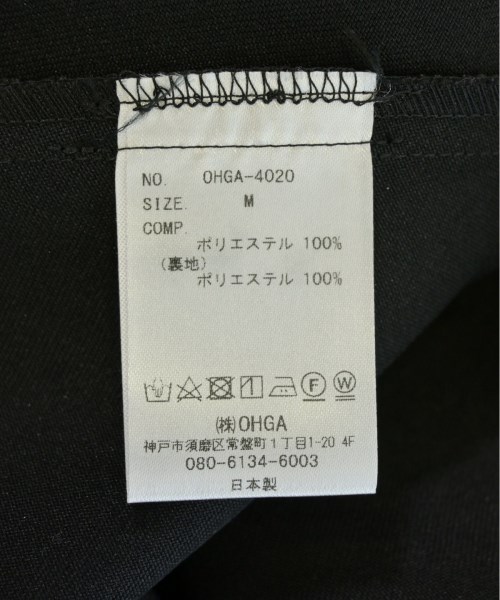 NO. OHGA-4020
SIZE. M
COMP.
ポリエステル 100%
(裏地)
ポリエステル 100%
F W
㈱OHGA
神戸市須磨区常盤町1丁目1-20 4F
080-6134-6003
日本製